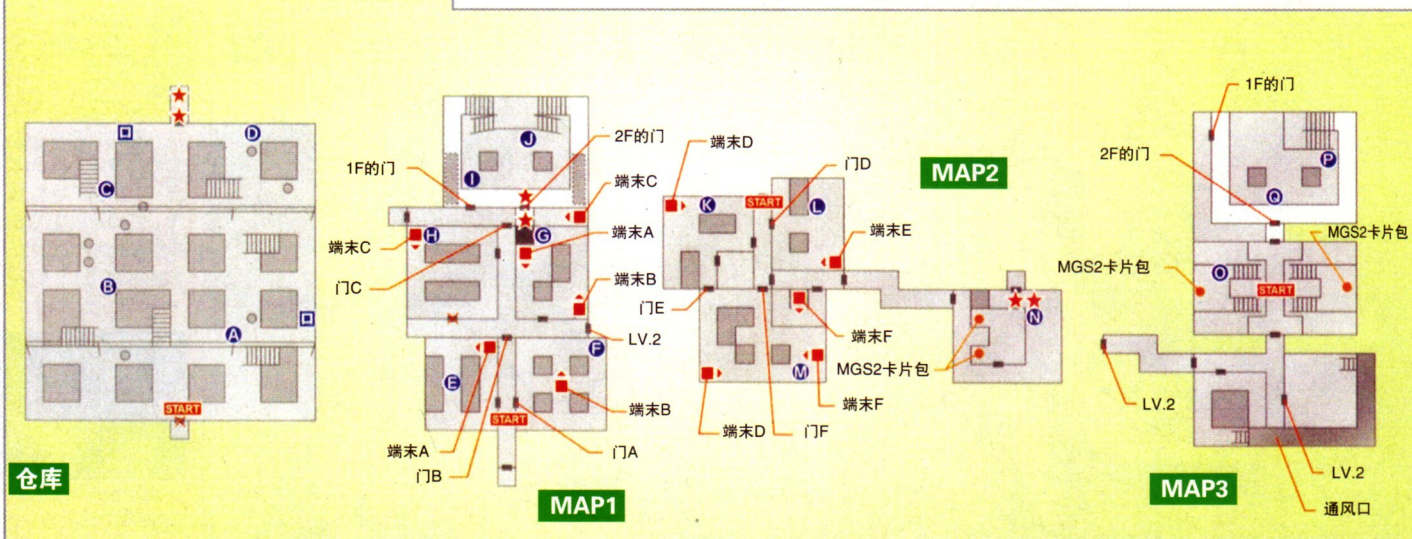 D
C
B
A
START
仓库
J
2F的门
I
1F的门
端末C
H
G
端末C
端末A
门C
端末B
LV.2
F
E
端末B
START
端末A
门A
门B
MAP1
端末D
门D
MAP2
K
START
L
端末E
门E
N
端末F
M
MGS2卡片包
端末F
端末D
门F
1F的门
2F的门
P
Q
MGS2卡片包
MGS2卡片包
O
START
LV.2
LV.2
MAP3
通风口